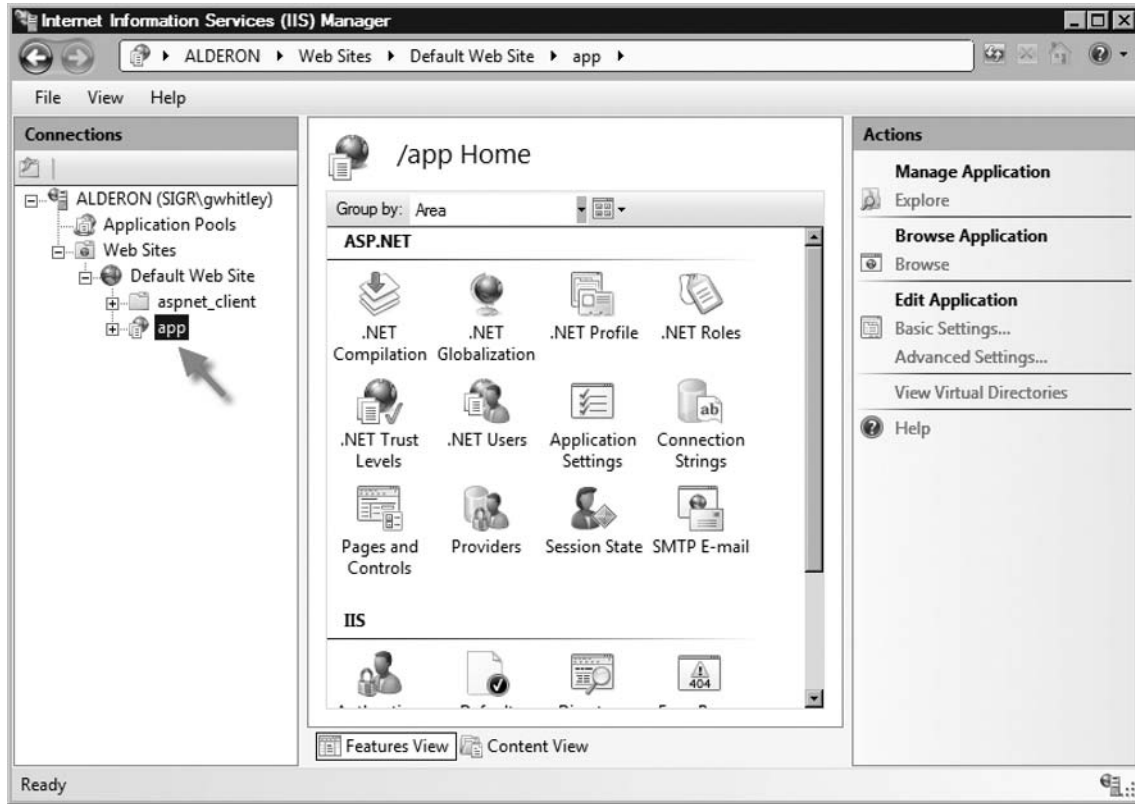 Internet Information Services (IIS) Manager
ALDERON Web Sites Default Web Site app
File View Help
Connections
ALDERON (SIGR\gwhitley)
Application Pools
Web Sites
Default Web Site
aspnet_client
app
/app Home
Group by: Area
ASP.NET
.NET Compilation
.NET Globalization
.NET Profile
.NET Roles
.NET Trust Levels
.NET Users
Application Settings
Connection Strings
ab
Pages and Controls
Providers
Session State
SMTP E-mail
IIS
404
Features View
Content View
Actions
Manage Application
Explore
Browse Application
Browse
Edit Application
Basic Settings...
Advanced Settings...
View Virtual Directories
Help
Ready